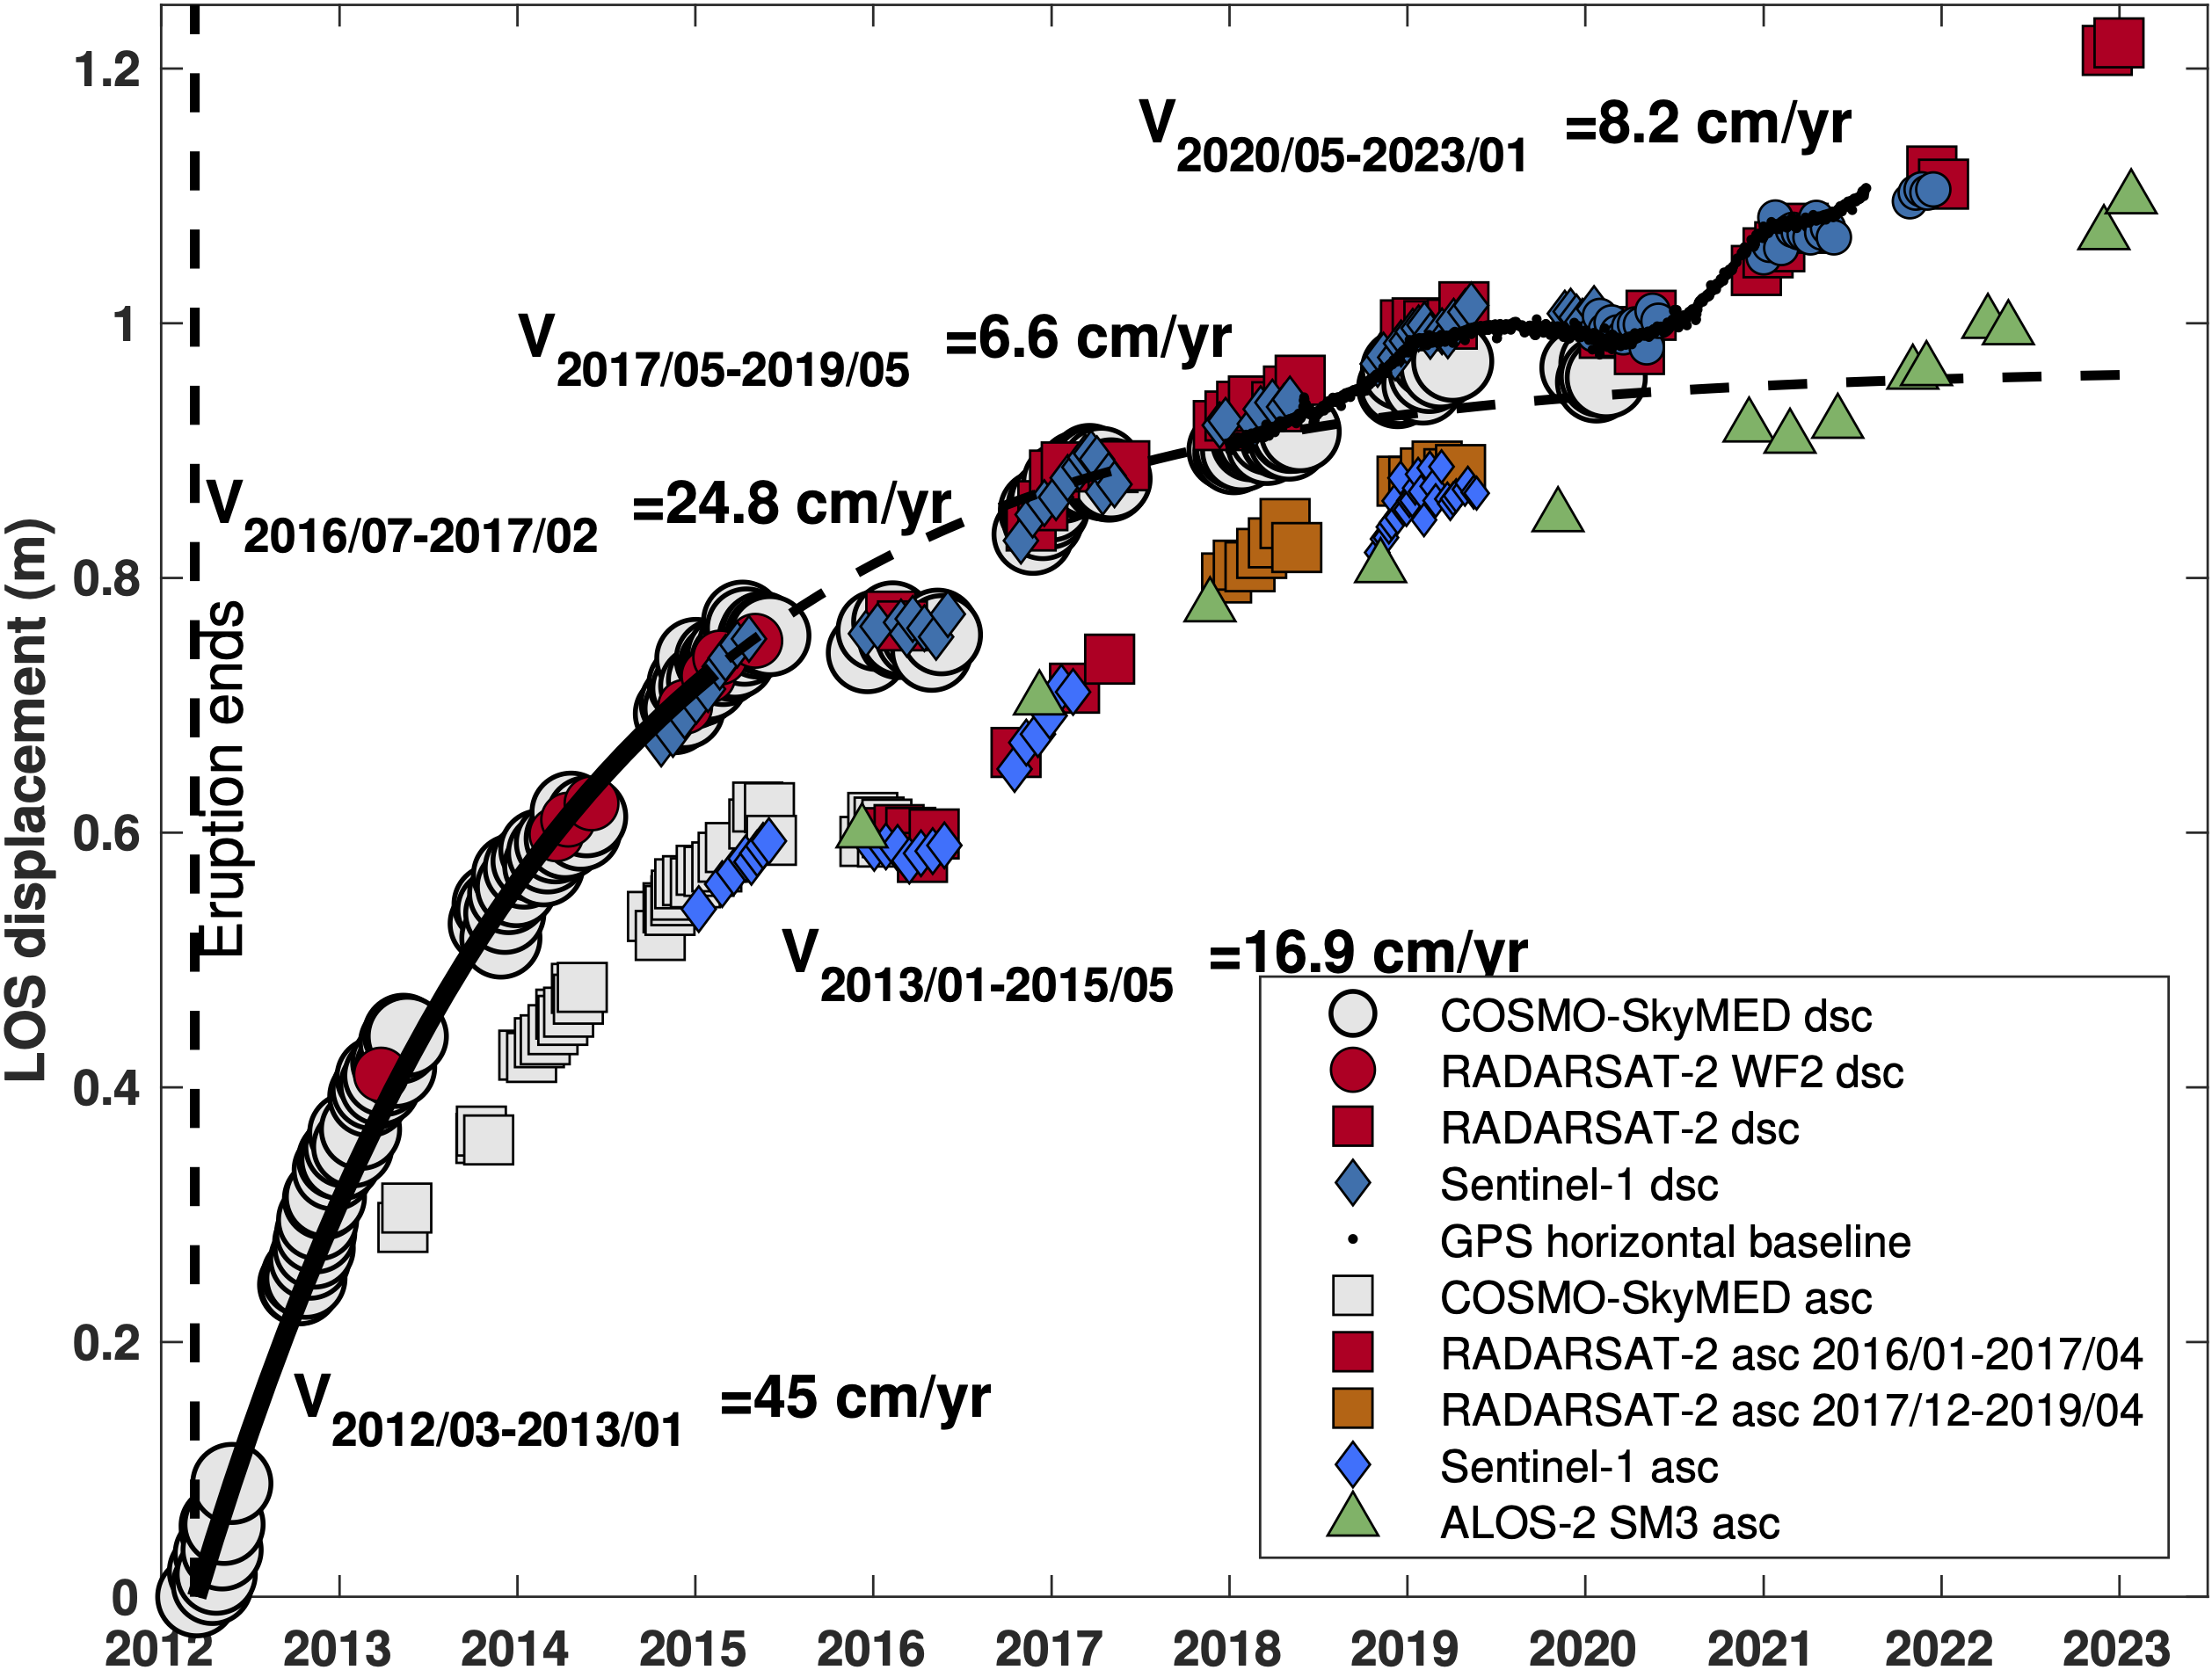 1.2
1
0.8
0.6
0.4
0.2
0
LOS displacement (m)
V2020/05-2023/01 =8.2 cm/yr
V2017/05-2019/05 =6.6 cm/yr
V2016/07-2017/02 =24.8 cm/yr
Eruption ends
V2013/01-2015/05 =16.9 cm/yr
V2012/03-2013/01 =45 cm/yr
COSMO-SkyMED dsc
RADARSAT-2 WF2 dsc
RADARSAT-2 dsc
Sentinel-1 dsc
GPS horizontal baseline
COSMO-SkyMED asc
RADARSAT-2 asc 2016/01-2017/04
RADARSAT-2 asc 2017/12-2019/04
Sentinel-1 asc
ALOS-2 SM3 asc
2012 2013 2014 2015 2016 2017 2018 2019 2020 2021 2022 2023